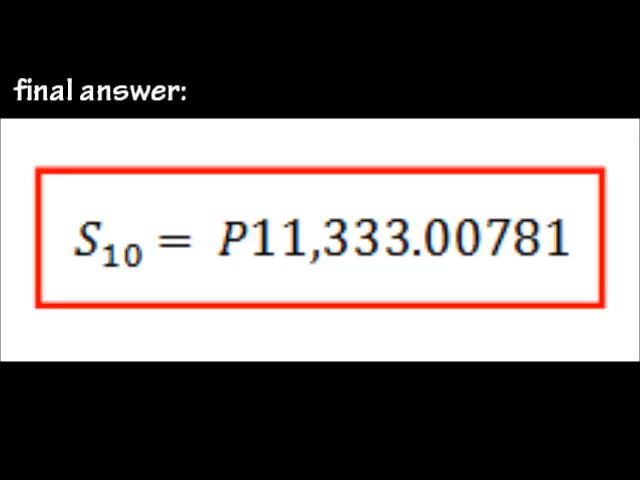 final answer:
S₁₀ = P11,333.00781